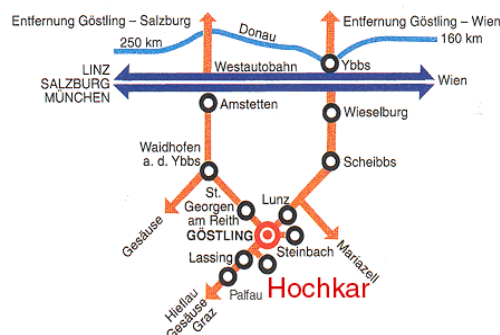 Entfernung Göstling – Salzburg
Entfernung Göstling – Wien
250 km
Donau
160 km
Ybbs
LINZ
SALZBURG
MÜNCHEN
Westautobahn
Wien
Amstetten
Wieselburg
Waidhofen
a. d. Ybbs
Scheibbs
St.
Georgen
am Reith
Lunz
GÖSTLING
Gesäuse
Steinbach
Mariazell
Lassing
Palfau
Hochkar
Hieflau
Gesäuse
Graz